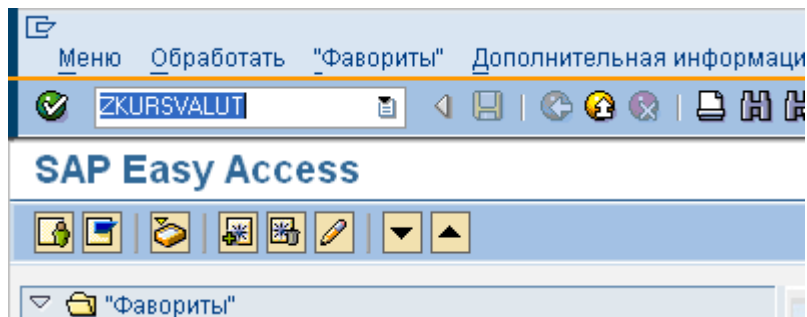 Меню Обработать "Фавориты" Дополнительная информаци
ZKURSVALUT
SAP Easy Access
"Фавориты"